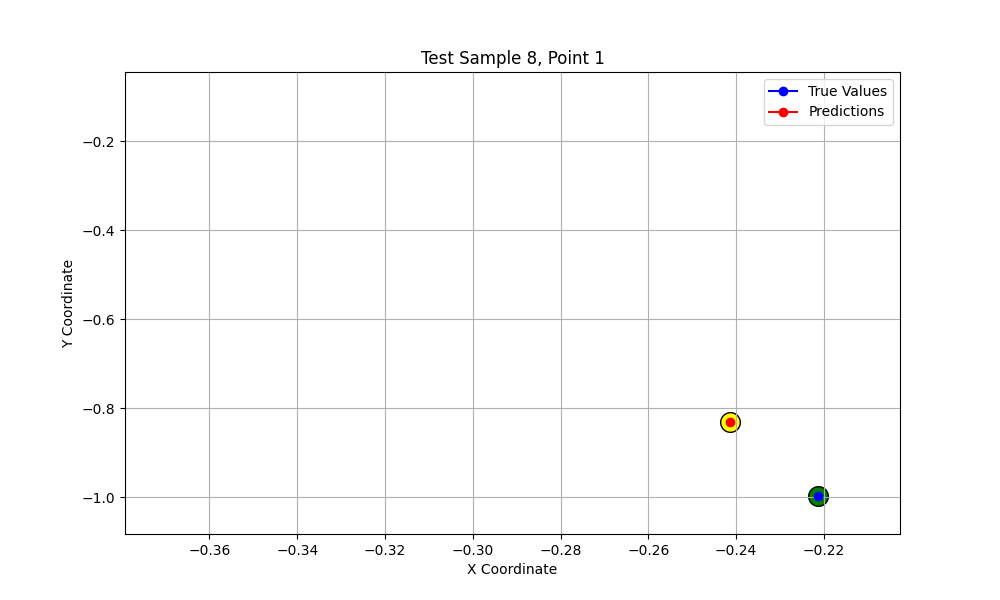 Test Sample 8, Point 1
True Values
Predictions
−0.2
−0.4
−0.6
−0.8
−1.0
Y Coordinate
−0.36 −0.34 −0.32 −0.30 −0.28 −0.26 −0.24 −0.22
X Coordinate